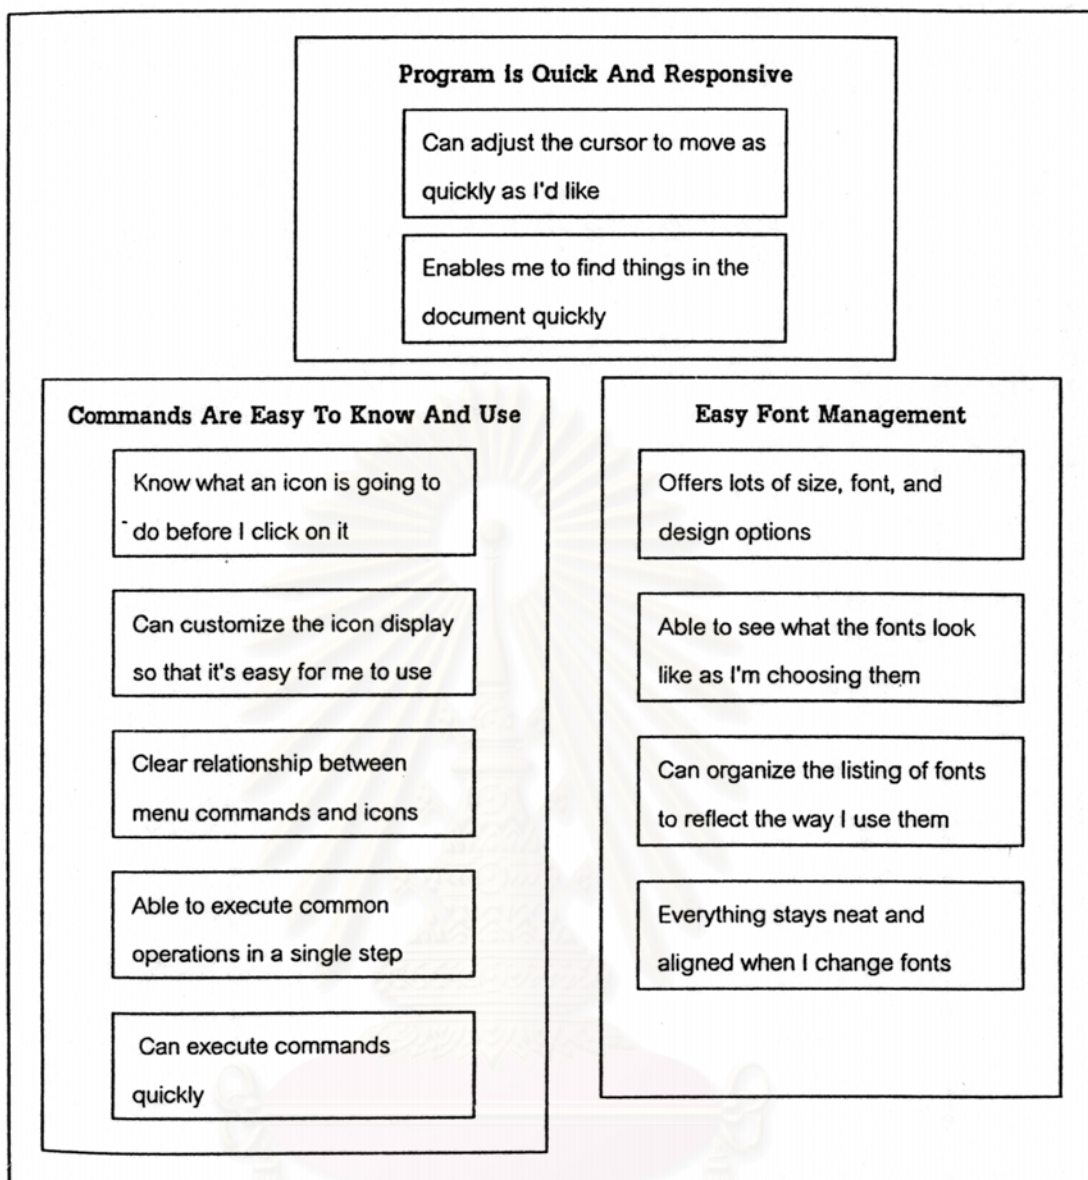 Program Is Quick And Responsive
Can adjust the cursor to move as
quickly as I'd like
Enables me to find things in the
document quickly
Commands Are Easy To Know And Use
Know what an icon is going to
do before I click on it
Can customize the icon display
so that it's easy for me to use
Clear relationship between
menu commands and icons
Able to execute common
operations in a single step
Can execute commands
quickly
Easy Font Management
Offers lots of size, font, and
design options
Able to see what the fonts look
like as I'm choosing them
Can organize the listing of fonts
to reflect the way I use them
Everything stays neat and
aligned when I change fonts